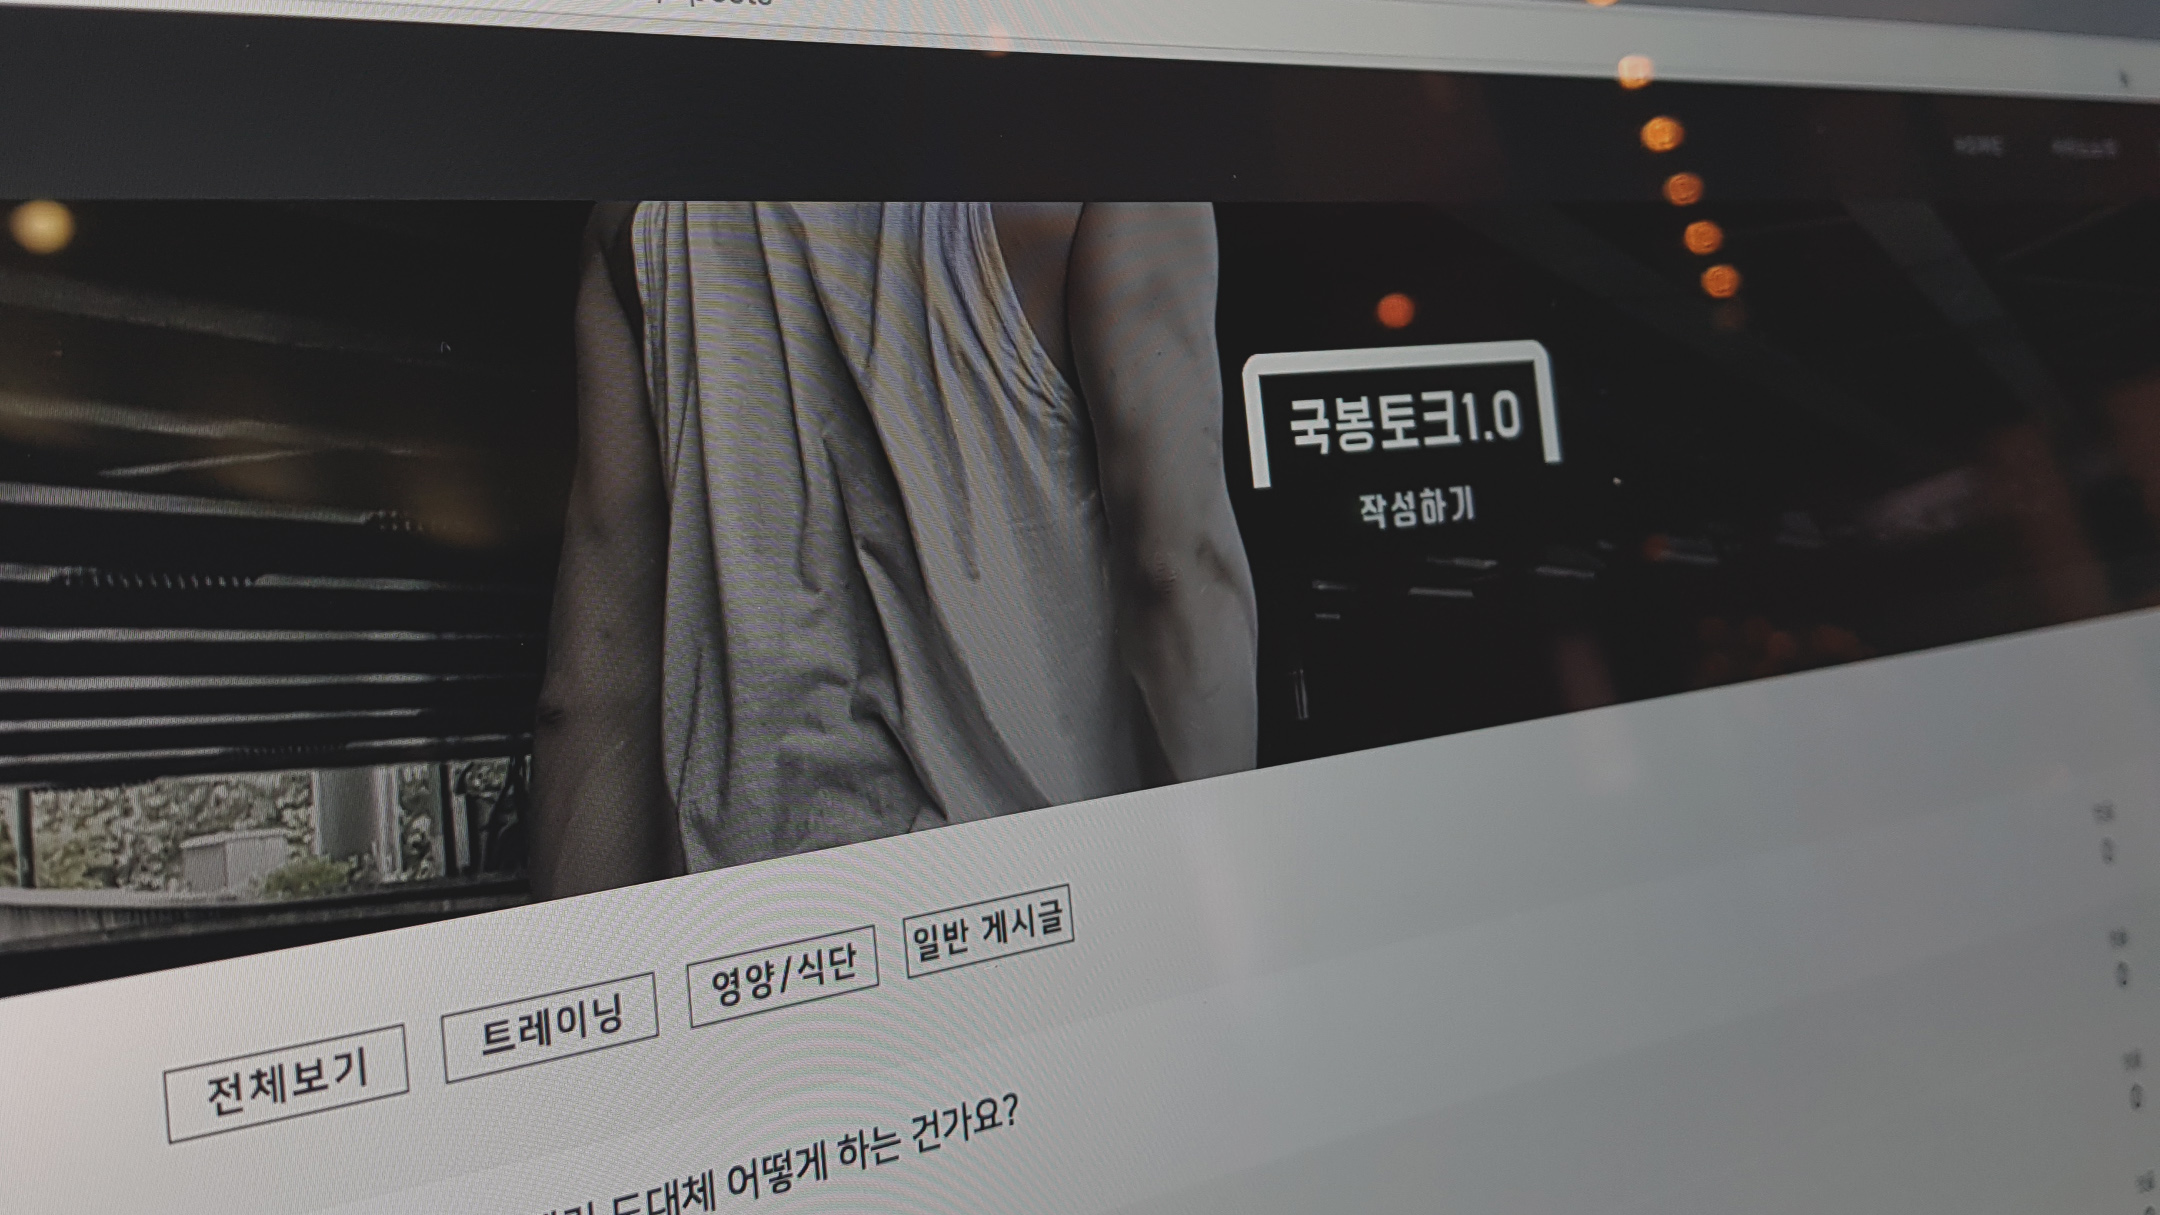 posts
HOME
국봉토크1.0
작성하기
전체보기
트레이닝
영양/식단
일반 게시글
도대체 어떻게 하는 건가요?